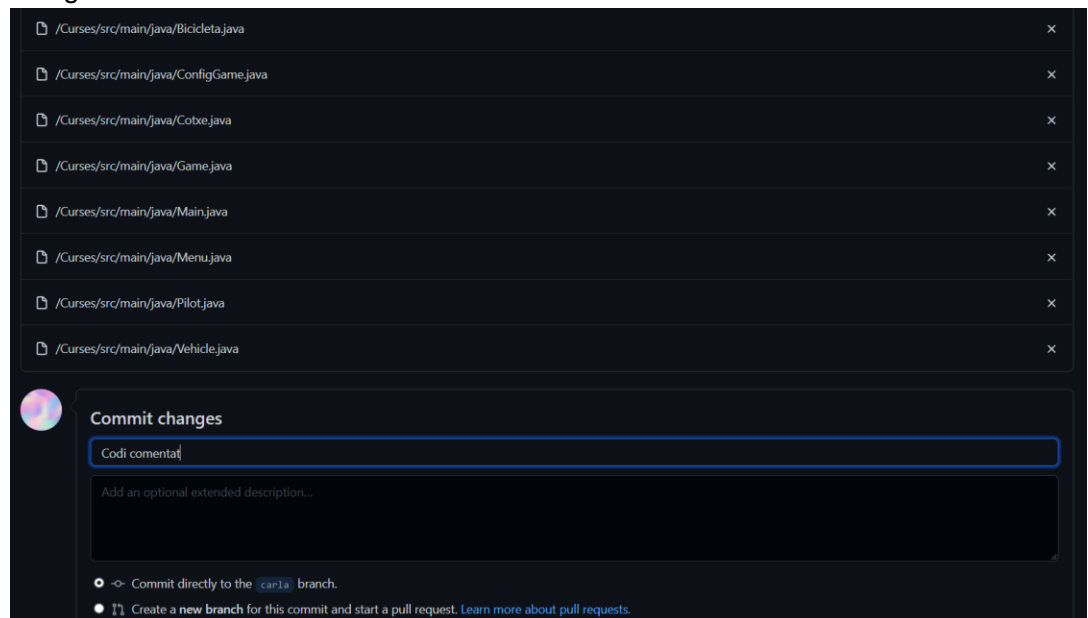 /Curses/src/main/java/Bicicleta.java
/Curses/src/main/java/ConfigGame.java
/Curses/src/main/java/Cotxe.java
/Curses/src/main/java/Game.java
/Curses/src/main/java/Main.java
/Curses/src/main/java/Menu.java
/Curses/src/main/java/Pilot.java
/Curses/src/main/java/Vehicle.java
Commit changes
Codi comentat
Add an optional extended description...
Commit directly to the carla branch.
Create a new branch for this commit and start a pull request. Learn more about pull requests.